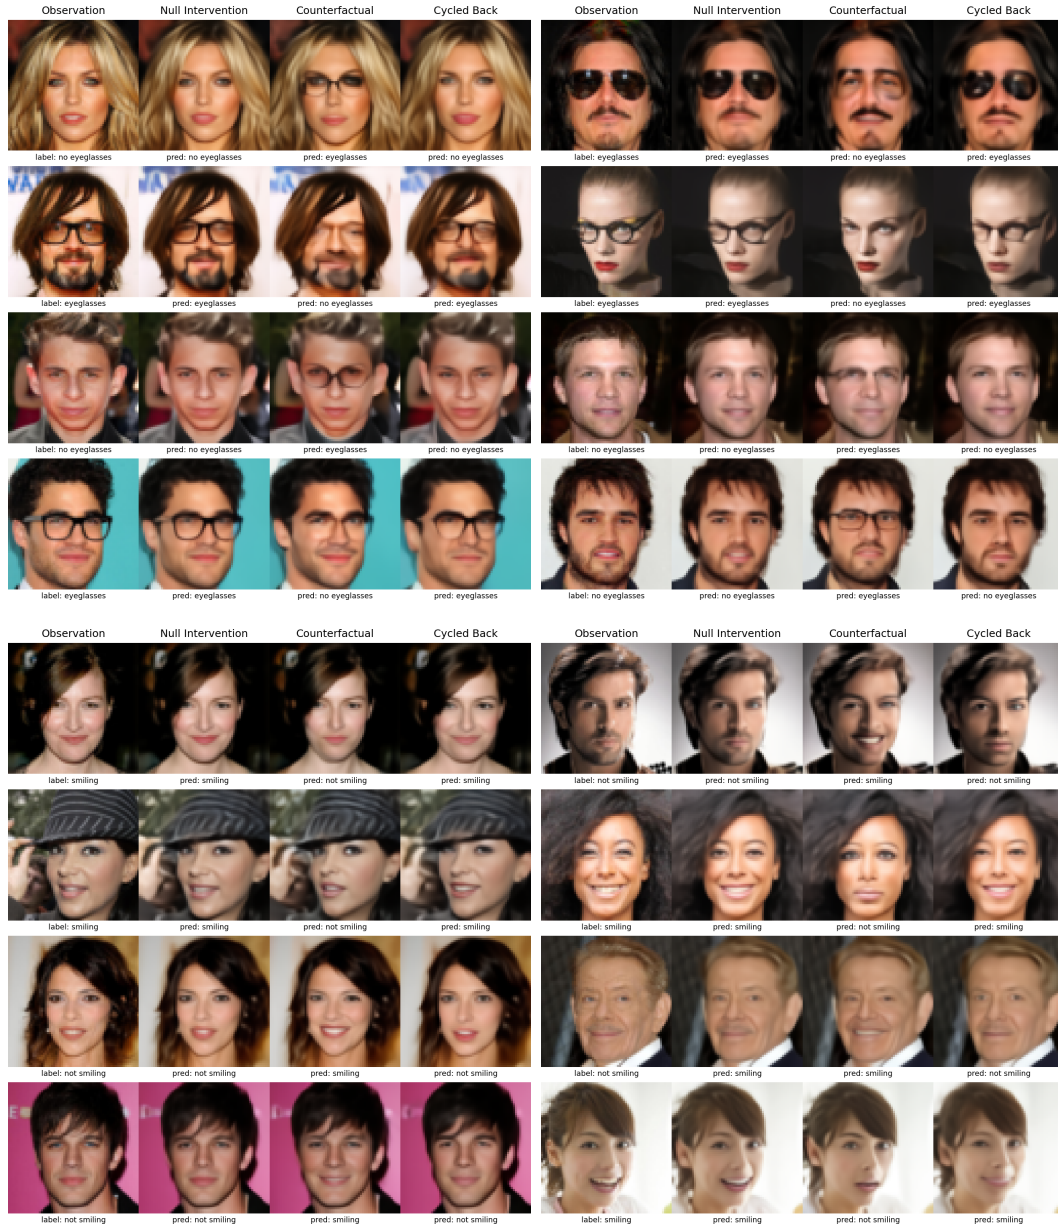 Observation Null Intervention Counterfactual Cycled Back Observation Null Intervention Counterfactual Cycled Back
label: no eyeglasses pred: no eyeglasses pred: eyeglasses pred: no eyeglasses label: eyeglasses pred: eyeglasses pred: no eyeglasses pred: eyeglasses
label: eyeglasses pred: eyeglasses pred: no eyeglasses pred: eyeglasses label: eyeglasses pred: eyeglasses pred: no eyeglasses pred: eyeglasses
label: no eyeglasses pred: no eyeglasses pred: eyeglasses pred: no eyeglasses label: no eyeglasses pred: no eyeglasses pred: eyeglasses pred: no eyeglasses
label: eyeglasses pred: eyeglasses pred: no eyeglasses pred: eyeglasses label: no eyeglasses pred: no eyeglasses pred: eyeglasses pred: no eyeglasses
Observation Null Intervention Counterfactual Cycled Back Observation Null Intervention Counterfactual Cycled Back
label: smiling pred: smiling pred: not smiling pred: smiling label: not smiling pred: not smiling pred: smiling pred: not smiling
label: smiling pred: smiling pred: not smiling pred: smiling label: smiling pred: smiling pred: not smiling pred: smiling
label: not smiling pred: not smiling pred: smiling pred: not smiling label: not smiling pred: smiling pred: smiling pred: not smiling
label: not smiling pred: not smiling pred: smiling pred: not smiling label: smiling pred: smiling pred: not smiling pred: smiling